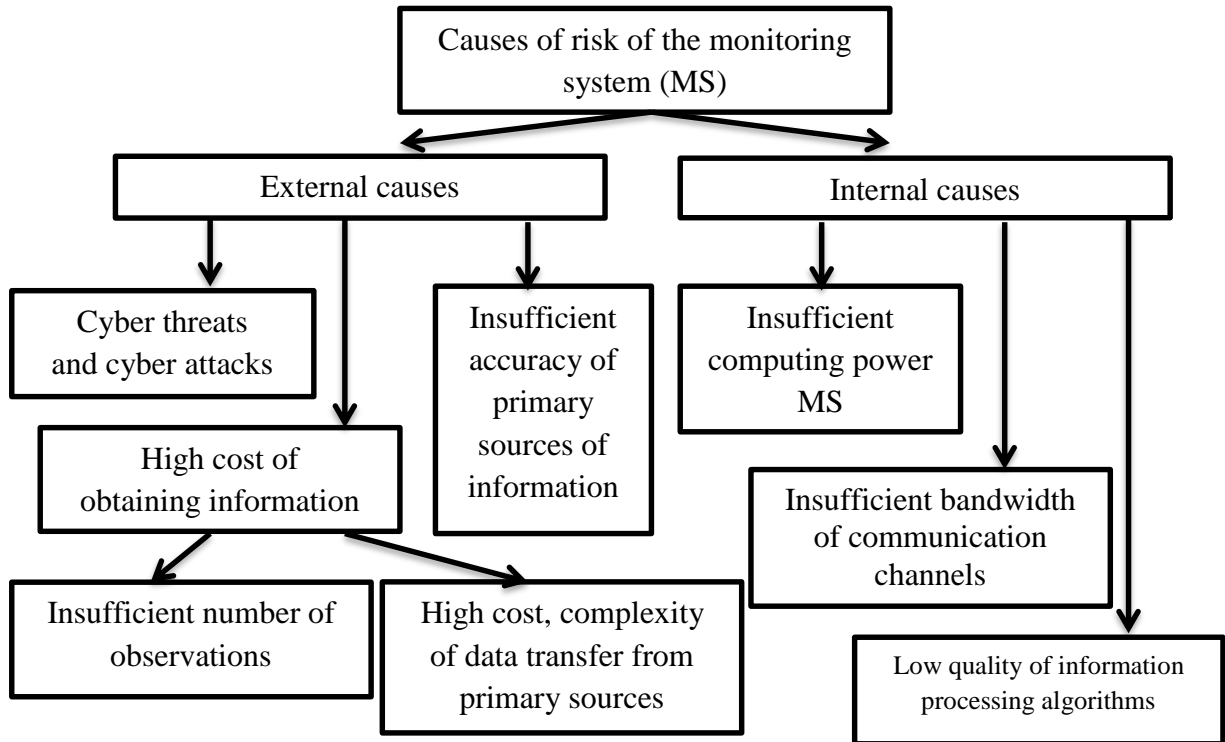 Causes of risk of the monitoring
system (MS)
External causes
Internal causes
Cyber threats
and cyber attacks
Insufficient
accuracy of
primary
sources of
information
Insufficient
computing power
MS
High cost of
obtaining information
Insufficient bandwidth
of communication
channels
Insufficient number of
observations
High cost, complexity
of data transfer from
primary sources
Low quality of information
processing algorithms